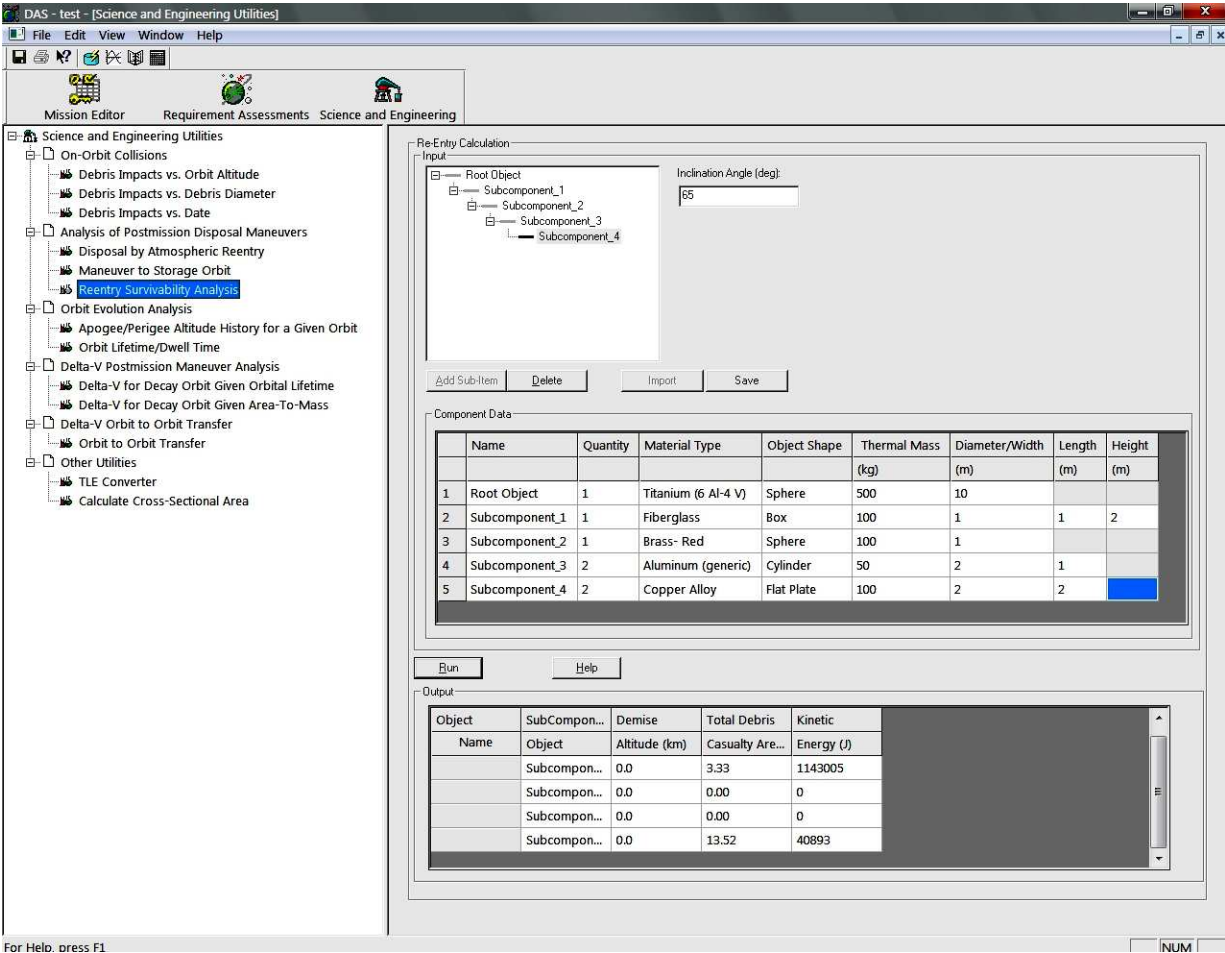 DAS - test - [Science and Engineering Utilities]
File Edit View Window Help
Mission Editor Requirement Assessments Science and Engineering
Science and Engineering Utilities
On-Orbit Collisions
Debris Impacts vs. Orbit Altitude
Debris Impacts vs. Debris Diameter
Debris Impacts vs. Date
Analysis of Postmission Disposal Maneuvers
Disposal by Atmospheric Reentry
Maneuver to Storage Orbit
Reentry Survivability Analysis
Orbit Evolution Analysis
Apogee/Perigee Altitude History for a Given Orbit
Orbit Lifetime/Dwell Time
Delta-V Postmission Maneuver Analysis
Delta-V for Decay Orbit Given Orbital Lifetime
Delta-V for Decay Orbit Given Area-To-Mass
Delta-V Orbit to Orbit Transfer
Orbit to Orbit Transfer
Other Utilities
TLE Converter
Calculate Cross-Sectional Area
Re-Entry Calculation
Input
Root Object
Subcomponent_1
Subcomponent_2
Subcomponent_3
Subcomponent_4
Inclination Angle (deg):
65
Add Sub-Item Delete Import Save
Component Data
Name Quantity Material Type Object Shape Thermal Mass Diameter/Width Length Height
(kg) (m) (m) (m)
1 Root Object 1 Titanium (6 Al-4 V) Sphere 500 10
2 Subcomponent_1 1 Fiberglass Box 100 1 1 2
3 Subcomponent_2 1 Brass- Red Sphere 100 1
4 Subcomponent_3 2 Aluminum (generic) Cylinder 50 2 1
5 Subcomponent_4 2 Copper Alloy Flat Plate 100 2 2
Run Help
Output
Object SubCompon... Demise Total Debris Kinetic
Name Object Altitude (km) Casualty Are... Energy (J)
Subcompon... 0.0 3.33 1143005
Subcompon... 0.0 0.00 0
Subcompon... 0.0 0.00 0
Subcompon... 0.0 13.52 40893
For Help, press F1
NUM